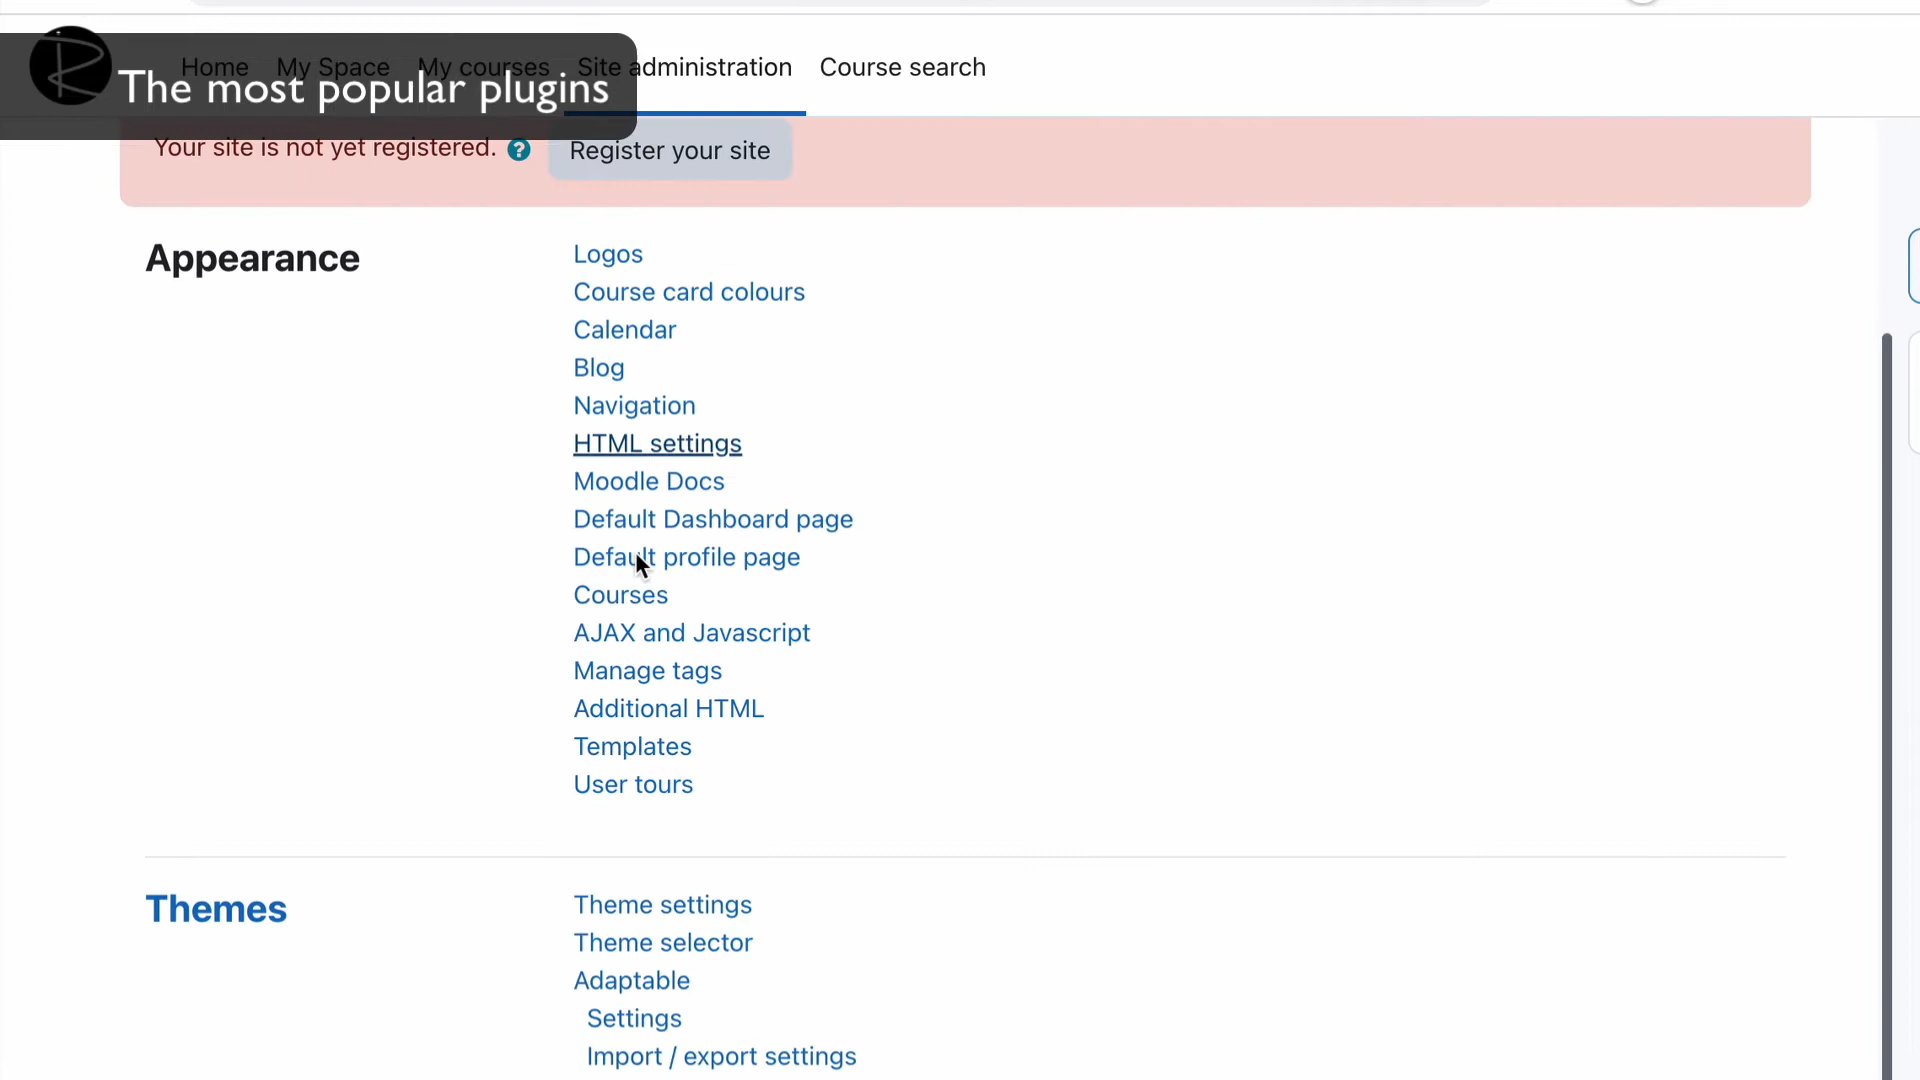 Home My Space My courses Site administration Course search
The most popular plugins
Your site is not yet registered. ? Register your site
Appearance
Logos
Course card colours
Calendar
Blog
Navigation
HTML settings
Moodle Docs
Default Dashboard page
Default profile page
Courses
AJAX and Javascript
Manage tags
Additional HTML
Templates
User tours
Themes
Theme settings
Theme selector
Adaptable
Settings
Import / export settings